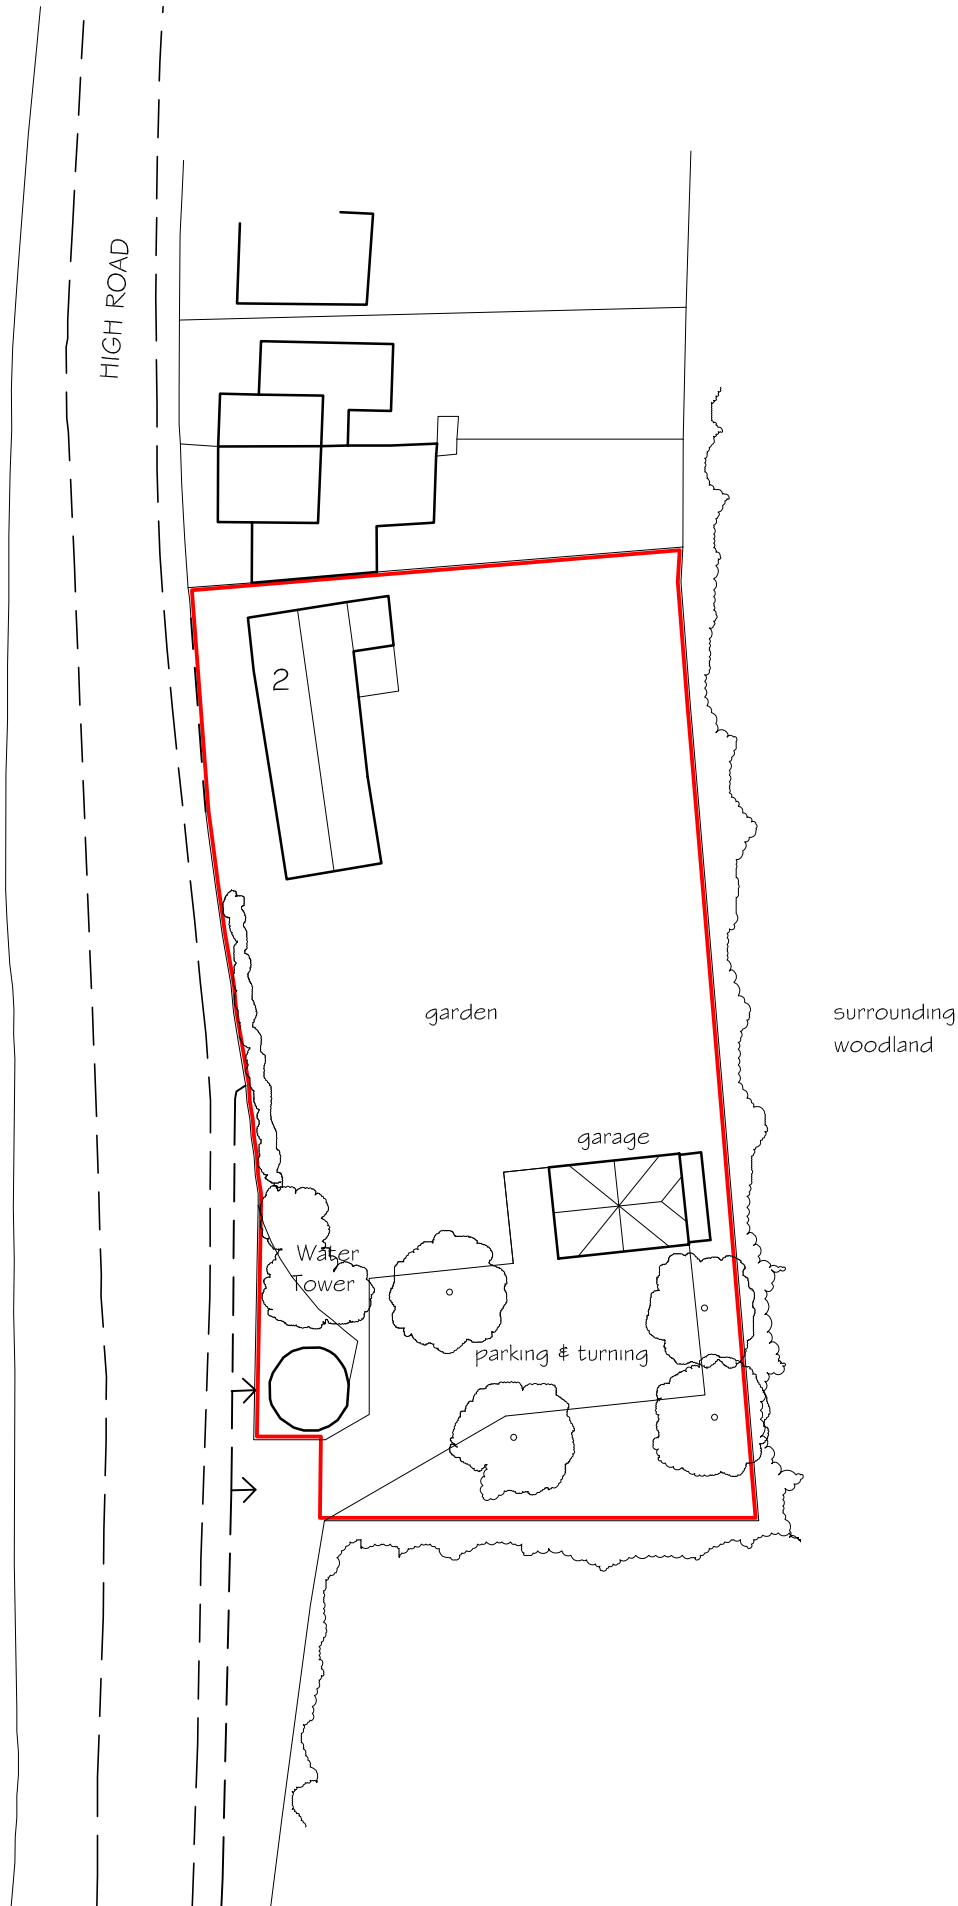 HIGH ROAD
2
garden
surrounding
woodland
garage
Water
Tower
parking & turning